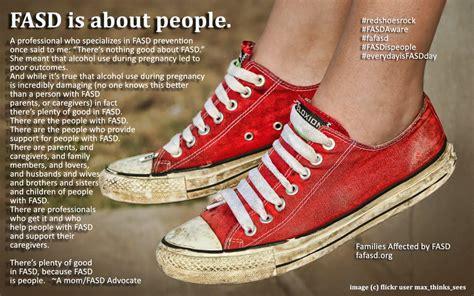 FASD is about people.
A professional who specializes in FASD prevention
once said to me: "There's nothing good about FASD."
She meant that alcohol use during pregnancy led to
poor outcomes.
And while it's true that alcohol use during pregnancy
is incredibly damaging (no one knows this better
than a person with FASD
parents, or caregivers) in fact
there's plenty of good in FASD.
There are the people with FASD.
There are the people who provide
support for people with FASD.
There are parents, and
caregivers, and family
members, and lovers,
and husbands and wives
and brothers and sisters
and children of people
with FASD.
There are professionals
who get it and who
help people with FASD
and support their
caregivers.
There's plenty of good
in FASD, because FASD
is people. ~A mom/FASD Advocate
#redshoesrock
#FASDAware
#fafasd
#FASDispeople
#everydayisFASDday
Families Affected by FASD
fafasd.org
image (c) flickr user max_thinks_sees